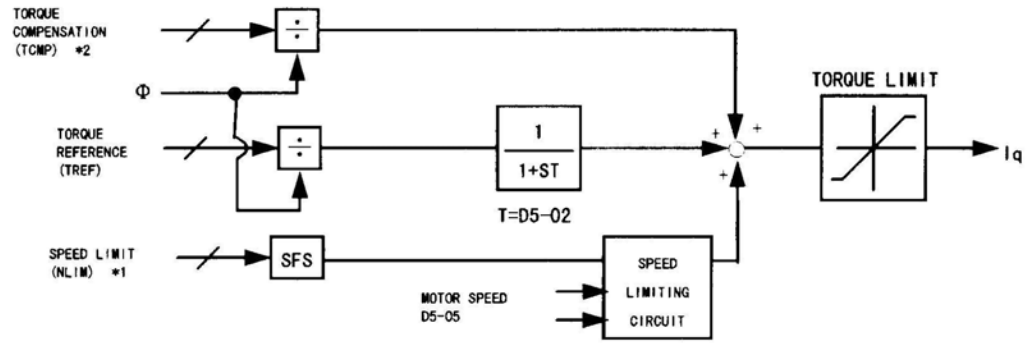 TORQUE
COMPENSATION
(TCMP) *2
÷
Φ
TORQUE LIMIT
TORQUE
REFERENCE
(TREF)
÷
1
1+ST
+
+
+
Iq
T=D5-02
SPEED LIMIT
(NLIM) *1
SFS
SPEED
LIMITING
CIRCUIT
MOTOR SPEED
D5-05